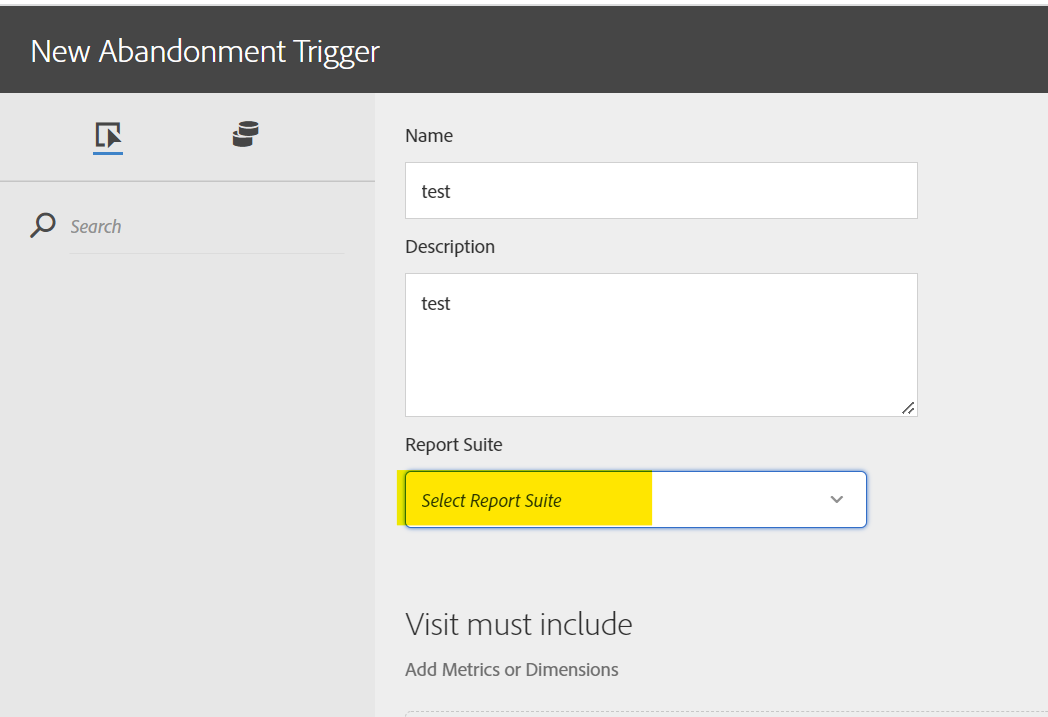 New Abandonment Trigger
Search
Name
test
Description
test
Report Suite
Select Report Suite
Visit must include
Add Metrics or Dimensions